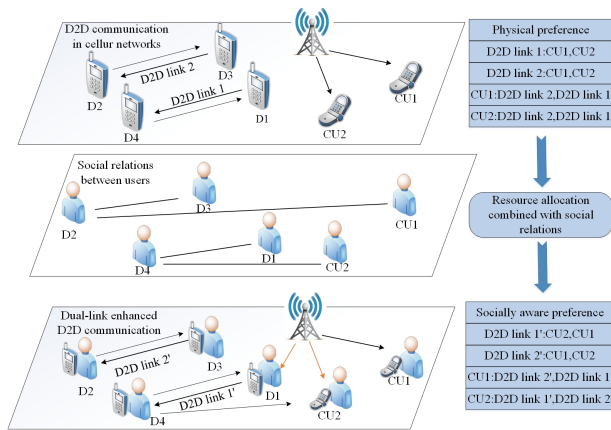 D2D communication
in cellur networks
D3
D2D link 2
D2
D2D link 1
D4
D1
CU2
CU1
Physical preference
D2D link 1:CU1,CU2
D2D link 2:CU1,CU2
CU1:D2D link 2,D2D link 1
CU2:D2D link 2,D2D link 1
Social relations
between users
D3
D2
CU1
D1
D4
CU2
Resource allocation
combined with social
relations
Dual-link enhanced
D2D communication
D3
D2D link 2'
D2
D2D link 1'
D1
D4
CU2
CU1
Socially aware preference
D2D link 1':CU2,CU1
D2D link 2':CU1,CU2
CU1:D2D link 2',D2D link 1'
CU2:D2D link 1',D2D link 2'